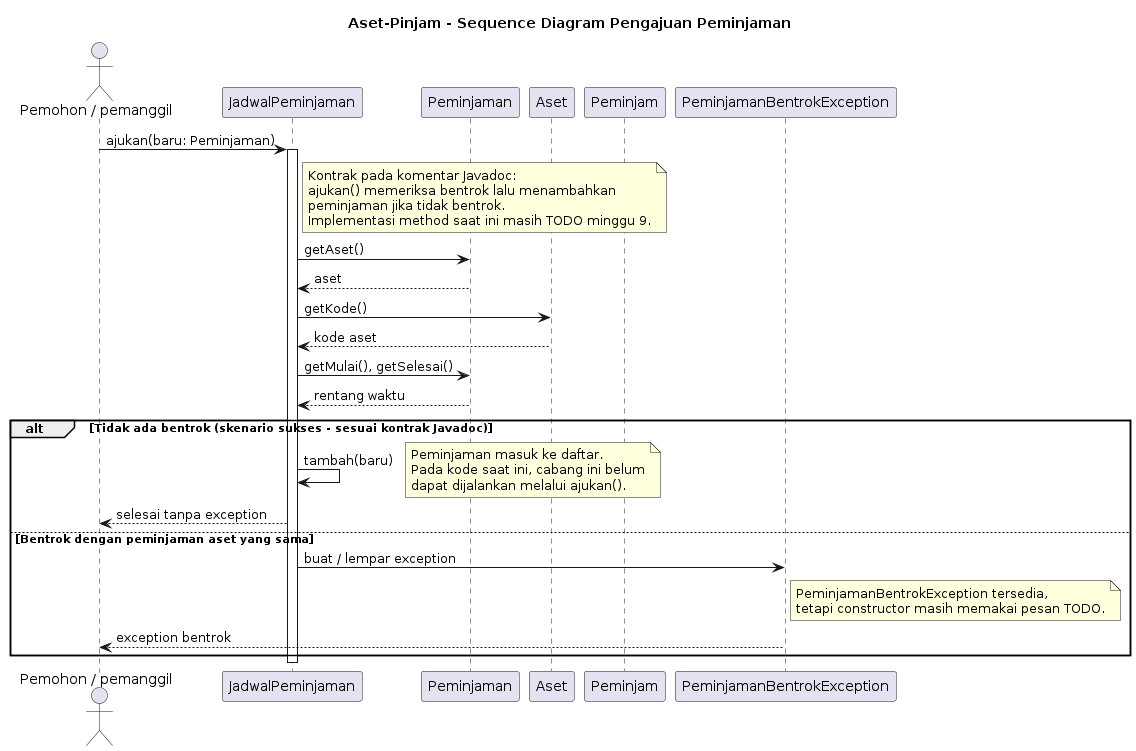 Aset-Pinjam - Sequence Diagram Pengajuan Peminjaman
Pemohon / pemanggil
JadwalPeminjaman
Peminjaman
Aset
Peminjam
PeminjamanBentrokException
ajukan(baru: Peminjaman)
Kontrak pada komentar Javadoc:
ajukan() memeriksa bentrok lalu menambahkan
peminjaman jika tidak bentrok.
Implementasi method saat ini masih TODO minggu 9.
getAset()
aset
getKode()
kode aset
getMulai(), getSelesai()
rentang waktu
alt
[Tidak ada bentrok (skenario sukses - sesuai kontrak Javadoc)]
tambah(baru)
Peminjaman masuk ke daftar.
Pada kode saat ini, cabang ini belum
dapat dijalankan melalui ajukan().
selesai tanpa exception
[Bentrok dengan peminjaman aset yang sama]
buat / lempar exception
PeminjamanBentrokException tersedia,
tetapi constructor masih memakai pesan TODO.
exception bentrok
Pemohon / pemanggil
JadwalPeminjaman
Peminjaman
Aset
Peminjam
PeminjamanBentrokException